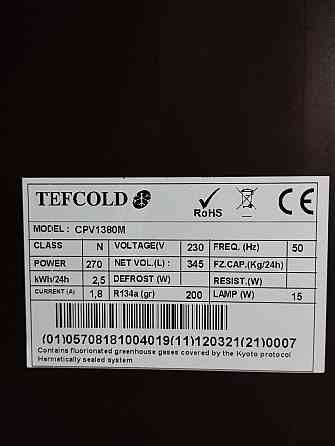 TEFCOLD
RoHS
CE
MODEL: CPV1380M
CLASS N VOLTAGE(V 230 FREQ. (Hz) 50
POWER 270 NET VOL.(L) : 345 FZ.CAP.(Kg/24h)
kWh/24h 2,5 DEFROST (W) RESIST.(W)
CURRENT (A) 1,8 R134a (gr) 200 LAMP (W) 15
(01)05708181004019(11)120321(21)0007
Contains fluorionated greenhouse gases covered by the Kyoto protocol
Hermetically sealed system